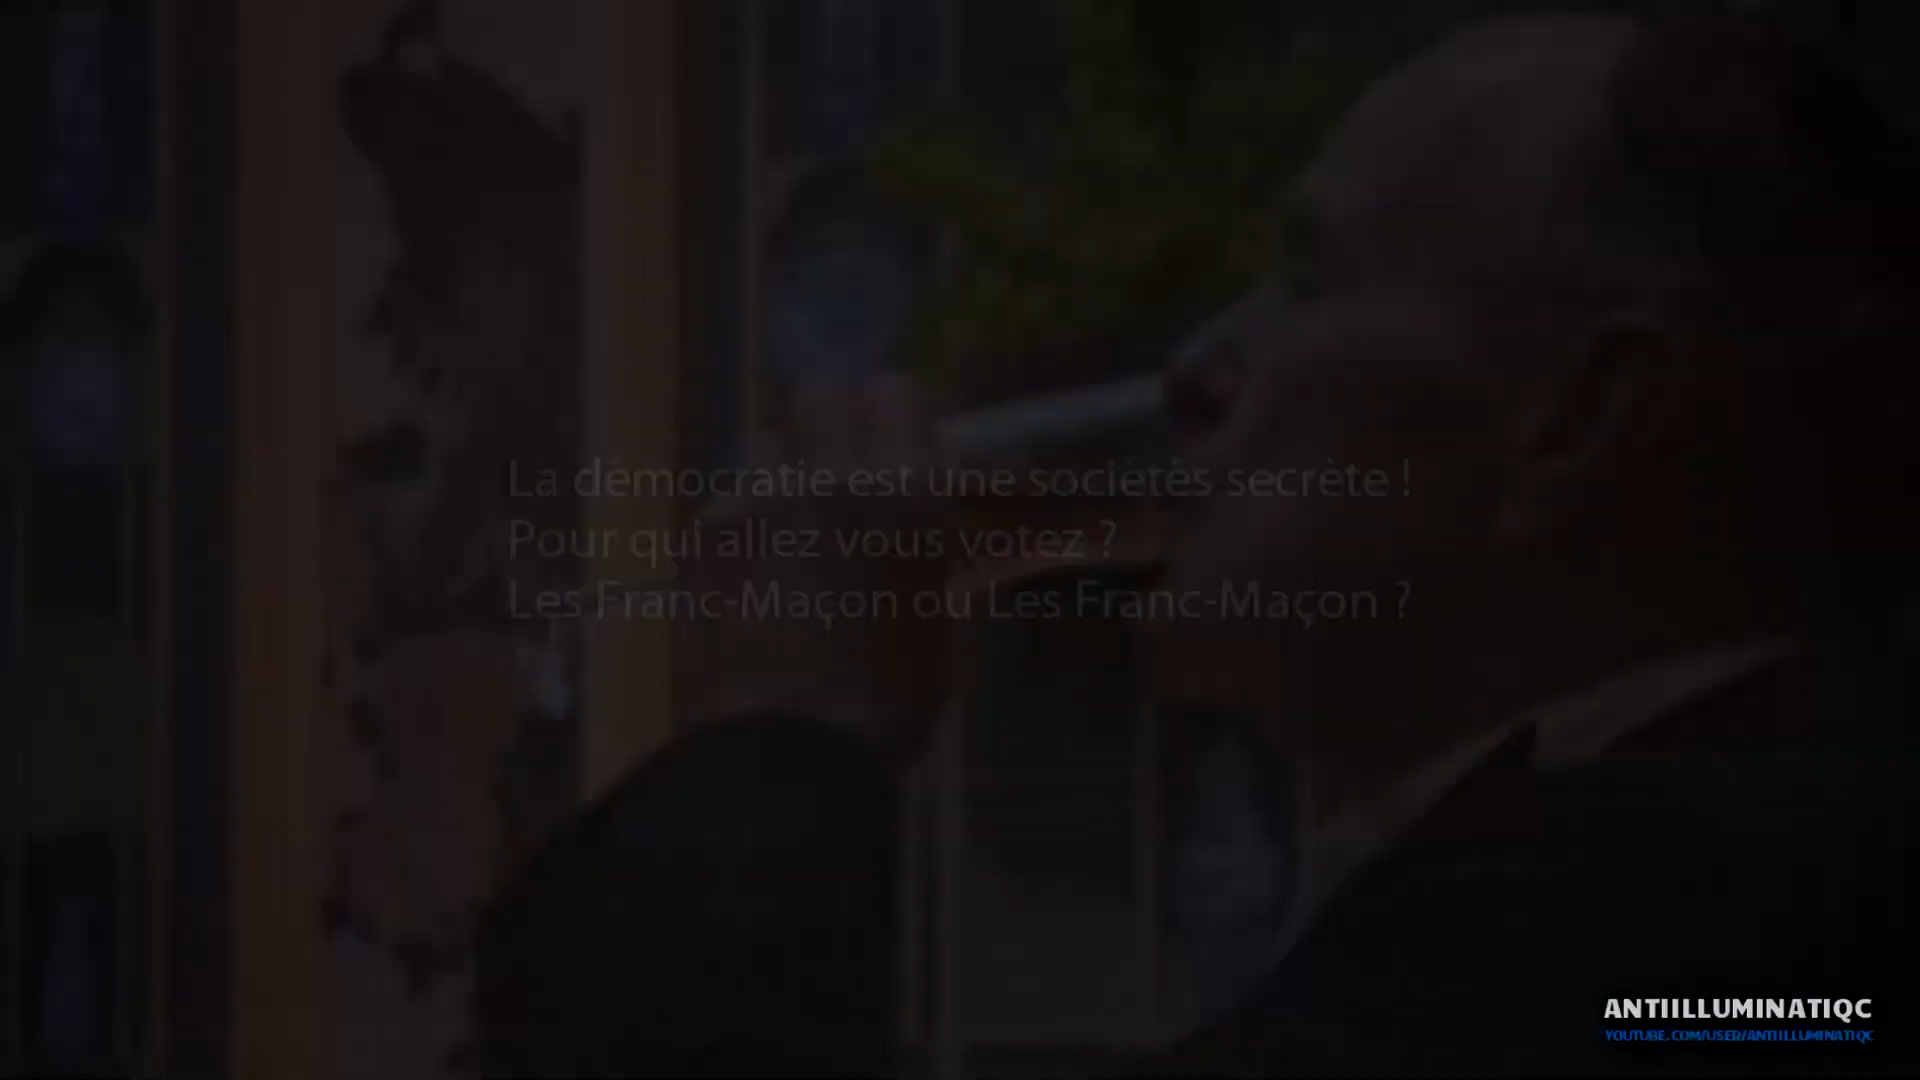 La démocratie est une sociétés secrète !
Pour qui allez vous votez ?
Les Franc-Maçon ou Les Franc-Maçon ?
ANTIILLUMINATIQC
YOUTUBE.COM/USER/ANTIILLUMINATIQC